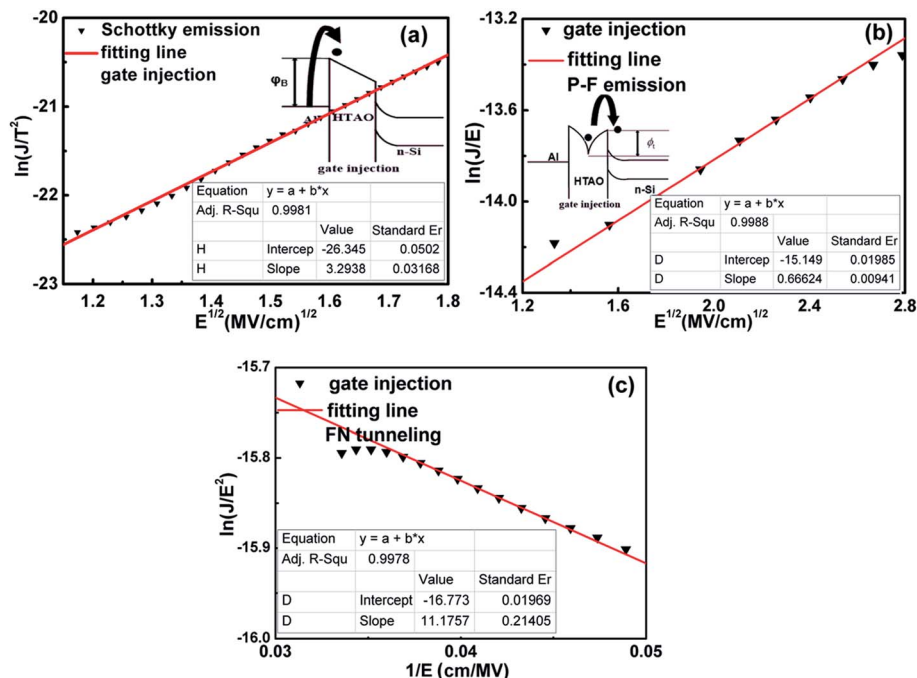 (a)
▼ Schottky emission
fitting line
gate injection
φB
Al
HTAO
n-Si
gate injection
ln(J/T²)
-20
-21
-22
-23
Equation y = a + b*x
Adj. R-Squ 0.9981
Value Standard Er
H Intercep -26.345 0.0502
H Slope 3.2938 0.03168
1.2 1.3 1.4 1.5 1.6 1.7 1.8
E^1/2(MV/cm)^1/2
(b)
▼ gate injection
fitting line
P-F emission
ϕt
Al
HTAO
n-Si
gate injection
ln(J/E)
-13.2
-13.6
-14.0
-14.4
Equation y = a + b*x
Adj. R-Squ 0.9988
Value Standard Er
D Intercep -15.149 0.01985
D Slope 0.66624 0.00941
1.2 1.6 2.0 2.4 2.8
E^1/2(MV/cm)^1/2
(c)
▼ gate injection
fitting line
FN tunneling
ln(J/E²)
-15.7
-15.8
-15.9
-16.0
Equation y = a + b*x
Adj. R-Squ 0.9978
Value Standard Er
D Intercept -16.773 0.01969
D Slope 11.1757 0.21405
0.03 0.04 0.05
1/E (cm/MV)